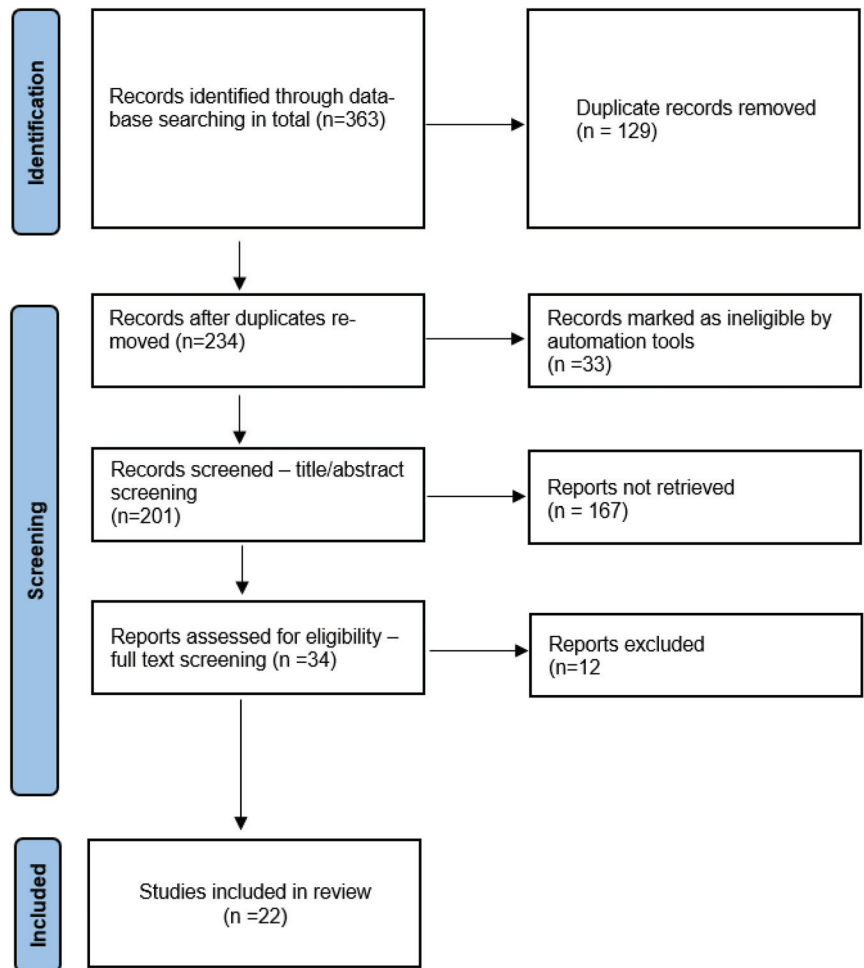 Identification
Records identified through data-
base searching in total (n=363)
Duplicate records removed
(n = 129)
Screening
Records after duplicates re-
moved (n=234)
Records marked as ineligible by
automation tools
(n =33)
Records screened – title/abstract
screening
(n=201)
Reports not retrieved
(n = 167)
Reports assessed for eligibility –
full text screening (n =34)
Reports excluded
(n=12
Included
Studies included in review
(n =22)